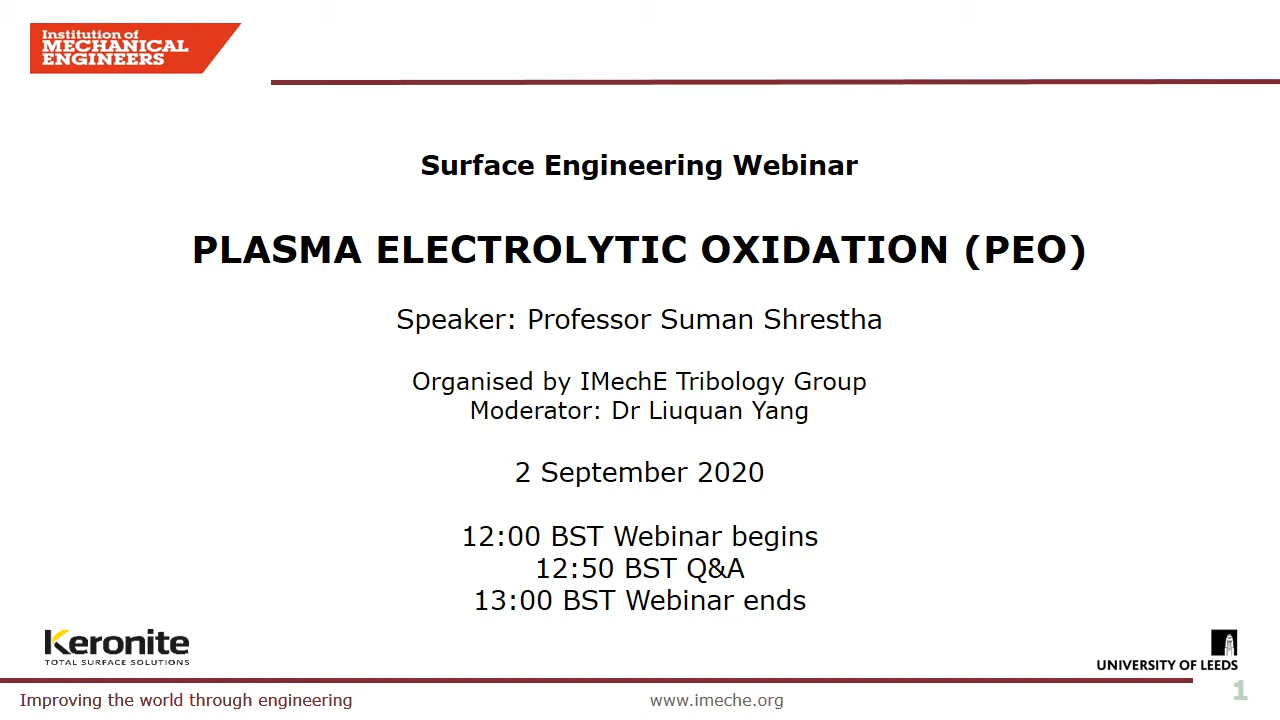 Institution of
MECHANICAL
ENGINEERS
Surface Engineering Webinar
PLASMA ELECTROLYTIC OXIDATION (PEO)
Speaker: Professor Suman Shrestha
Organised by IMechE Tribology Group
Moderator: Dr Liuquan Yang
2 September 2020
12:00 BST Webinar begins
12:50 BST Q&A
13:00 BST Webinar ends
Keronite
TOTAL SURFACE SOLUTIONS
UNIVERSITY OF LEEDS
Improving the world through engineering
www.imeche.org
1